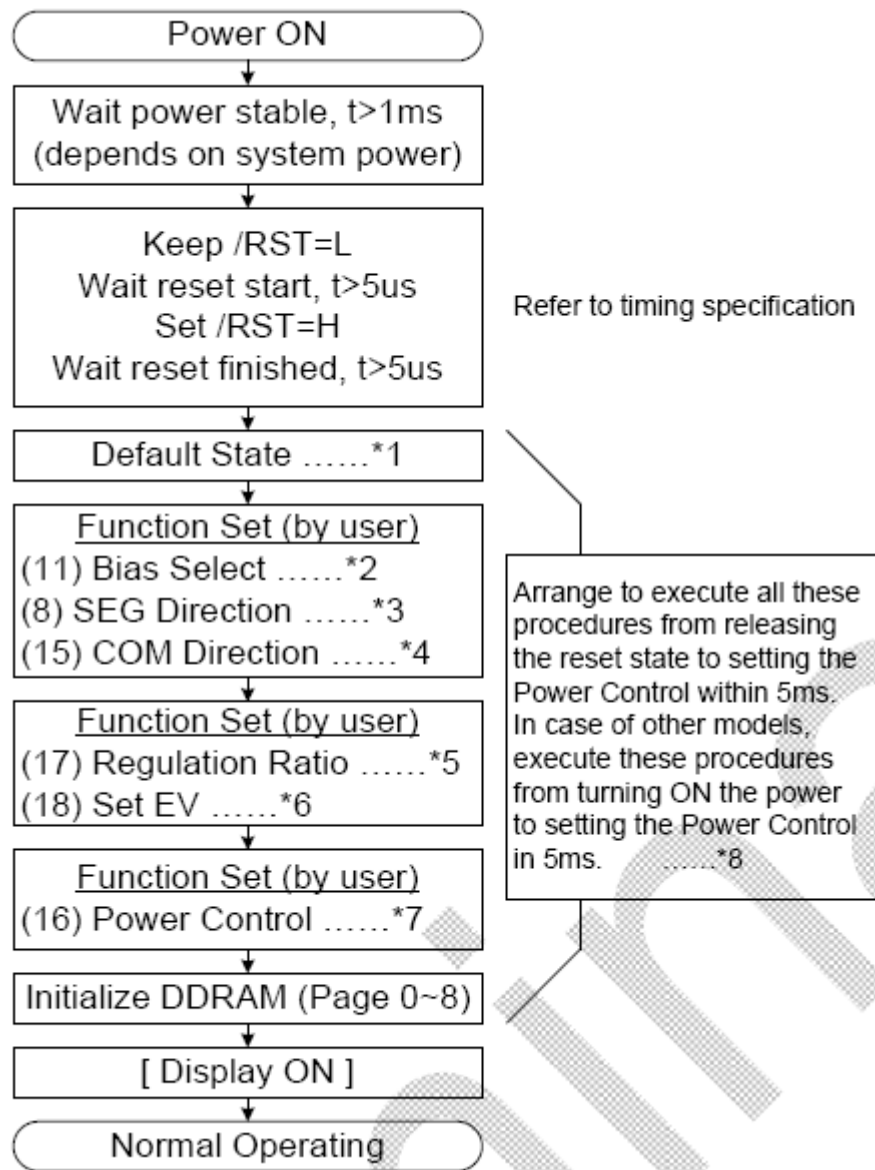 Power ON
Wait power stable, t>1ms
(depends on system power)
Keep /RST=L
Wait reset start, t>5us
Set /RST=H
Wait reset finished, t>5us
Refer to timing specification
Default State ……*1
Function Set (by user)
(11) Bias Select ……*2
(8) SEG Direction ……*3
(15) COM Direction ……*4
Function Set (by user)
(17) Regulation Ratio ……*5
(18) Set EV ……*6
Function Set (by user)
(16) Power Control ……*7
Arrange to execute all these
procedures from releasing
the reset state to setting the
Power Control within 5ms.
In case of other models,
execute these procedures
from turning ON the power
to setting the Power Control
in 5ms. ……*8
Initialize DDRAM (Page 0~8)
[ Display ON ]
Normal Operating